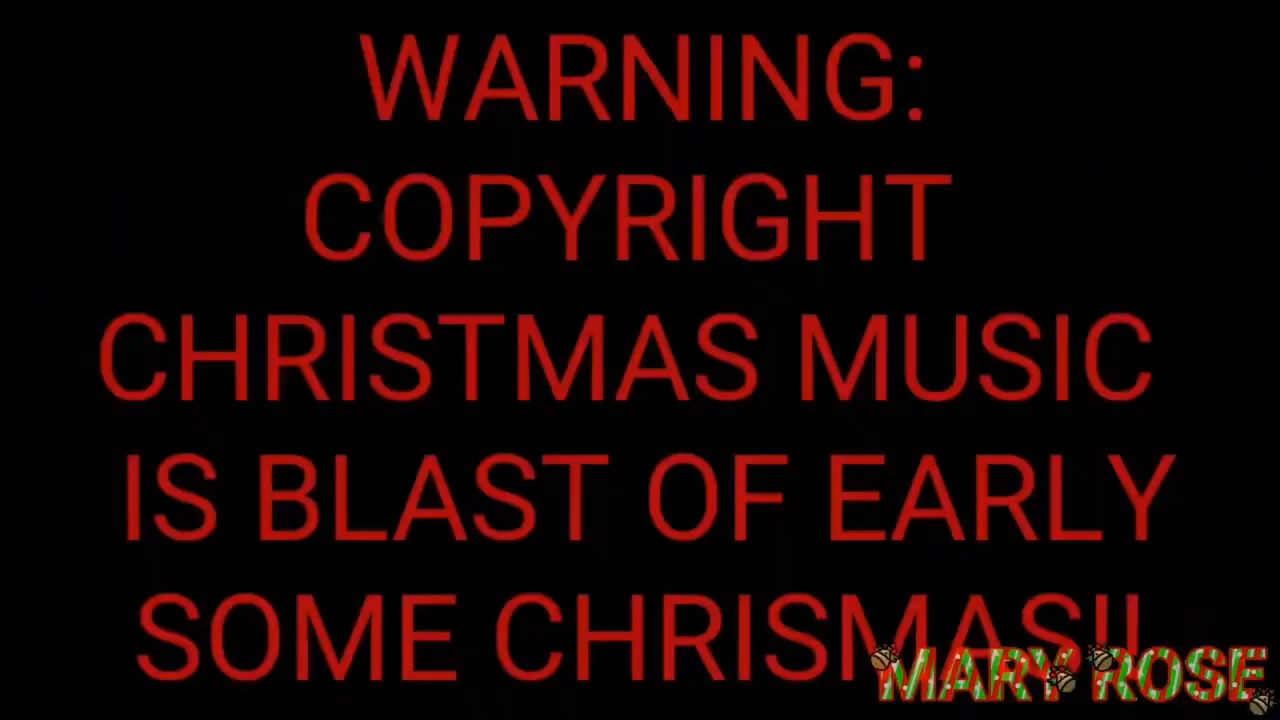 WARNING:
COPYRIGHT
CHRISTMAS MUSIC
IS BLAST OF EARLY
SOME CHRISMAS!!
MARY ROSE